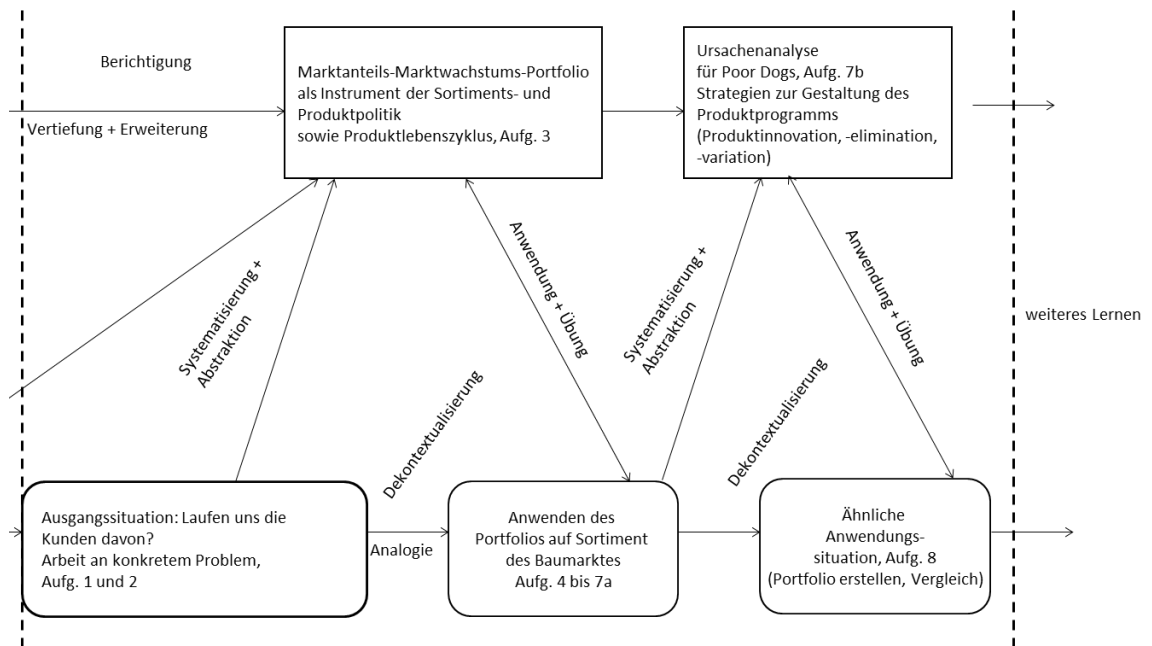 Berichtigung
Vertiefung + Erweiterung
Marktanteils-Marktwachstums-Portfolio
als Instrument der Sortiments- und
Produktpolitik
sowie Produktlebenszyklus, Aufg. 3
Ursachenanalyse
für Poor Dogs, Aufg. 7b
Strategien zur Gestaltung des
Produktprogramms
(Produktinnovation, -elimination,
-variation)
Systematisierung +
Abstraktion
Anwendung + Übung
Systematisierung +
Abstraktion
Anwendung + Übung
weiteres Lernen
Dekontextualisierung
Dekontextualisierung
Ausgangssituation: Laufen uns die
Kunden davon?
Arbeit an konkretem Problem,
Aufg. 1 und 2
Analogie
Anwenden des
Portfolios auf Sortiment
des Baumarktes
Aufg. 4 bis 7a
Ähnliche
Anwendungs-
situation, Aufg. 8
(Portfolio erstellen, Vergleich)